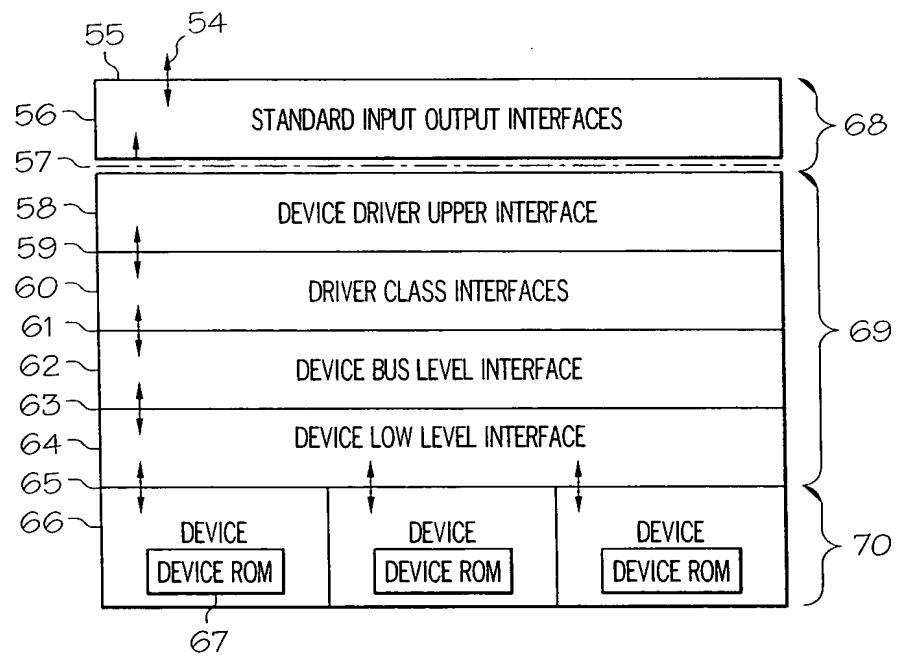 55
54
56
STANDARD INPUT OUTPUT INTERFACES
68
57
58
DEVICE DRIVER UPPER INTERFACE
59
60
DRIVER CLASS INTERFACES
61
69
62
DEVICE BUS LEVEL INTERFACE
63
64
DEVICE LOW LEVEL INTERFACE
65
66
DEVICE DEVICE DEVICE
70
DEVICE ROM DEVICE ROM DEVICE ROM
67